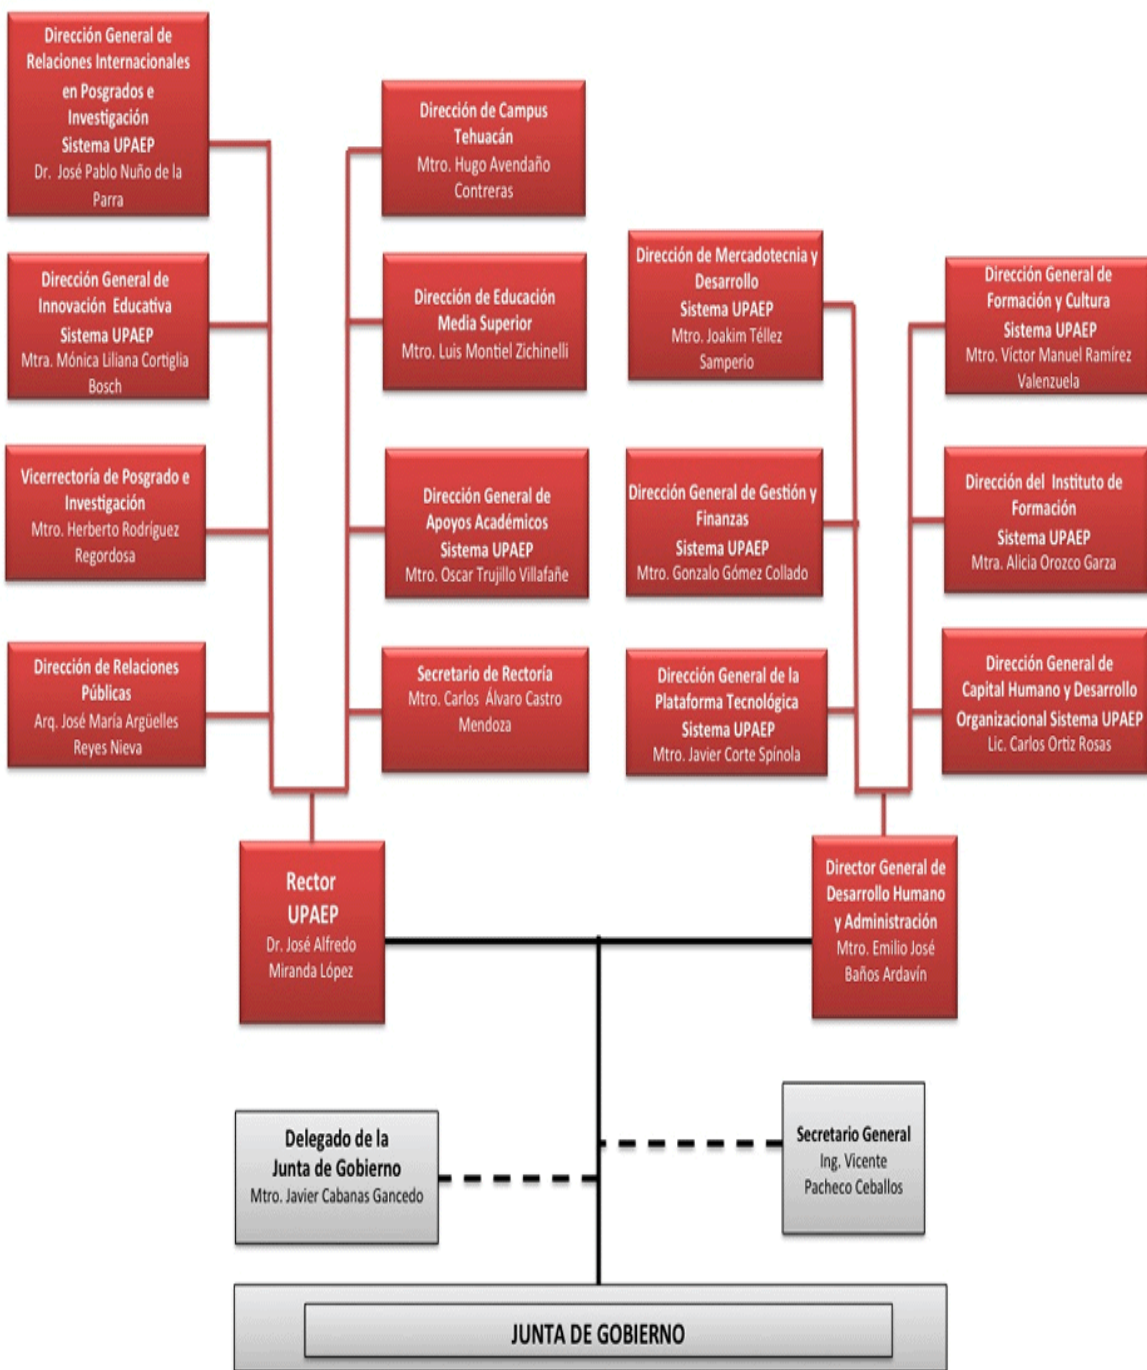 Dirección General de
Relaciones Internacionales
en Posgrados e
Investigación
Sistema UPAEP
Dr. José Pablo Nuño de la
Parra
Dirección General de
Innovación Educativa
Sistema UPAEP
Mtra. Mónica Liliana Cortiglia
Bosch
Vicerrectoría de Posgrado e
Investigación
Mtro. Herberto Rodríguez
Regordosa
Dirección de Relaciones
Públicas
Arq. José María Argüelles
Reyes Nieva
Dirección de Campus
Tehuacán
Mtro. Hugo Avendaño
Contreras
Dirección de Educación
Media Superior
Mtro. Luis Montiel Zichinelli
Dirección General de
Apoyos Académicos
Sistema UPAEP
Mtro. Oscar Trujillo Villafañe
Secretario de Rectoría
Mtro. Carlos Álvaro Castro
Mendoza
Dirección de Mercadotecnia y
Desarrollo
Sistema UPAEP
Mtro. Joakim Téllez
Samperio
Dirección General de Gestión y
Finanzas
Sistema UPAEP
Mtro. Gonzalo Gómez Collado
Dirección General de la
Plataforma Tecnológica
Sistema UPAEP
Mtro. Javier Corte Spínola
Dirección General de
Formación y Cultura
Sistema UPAEP
Mtro. Víctor Manuel Ramírez
Valenzuela
Dirección del Instituto de
Formación
Sistema UPAEP
Mtra. Alicia Orozco Garza
Dirección General de
Capital Humano y Desarrollo
Organizacional Sistema UPAEP
Lic. Carlos Ortiz Rosas
Rector
UPAEP
Dr. José Alfredo
Miranda López
Director General de
Desarrollo Humano
y Administración
Mtro. Emilio José
Baños Ardavín
Delegado de la
Junta de Gobierno
Mtro. Javier Cabanas Gancedo
Secretario General
Ing. Vicente
Pacheco Ceballos
JUNTA DE GOBIERNO